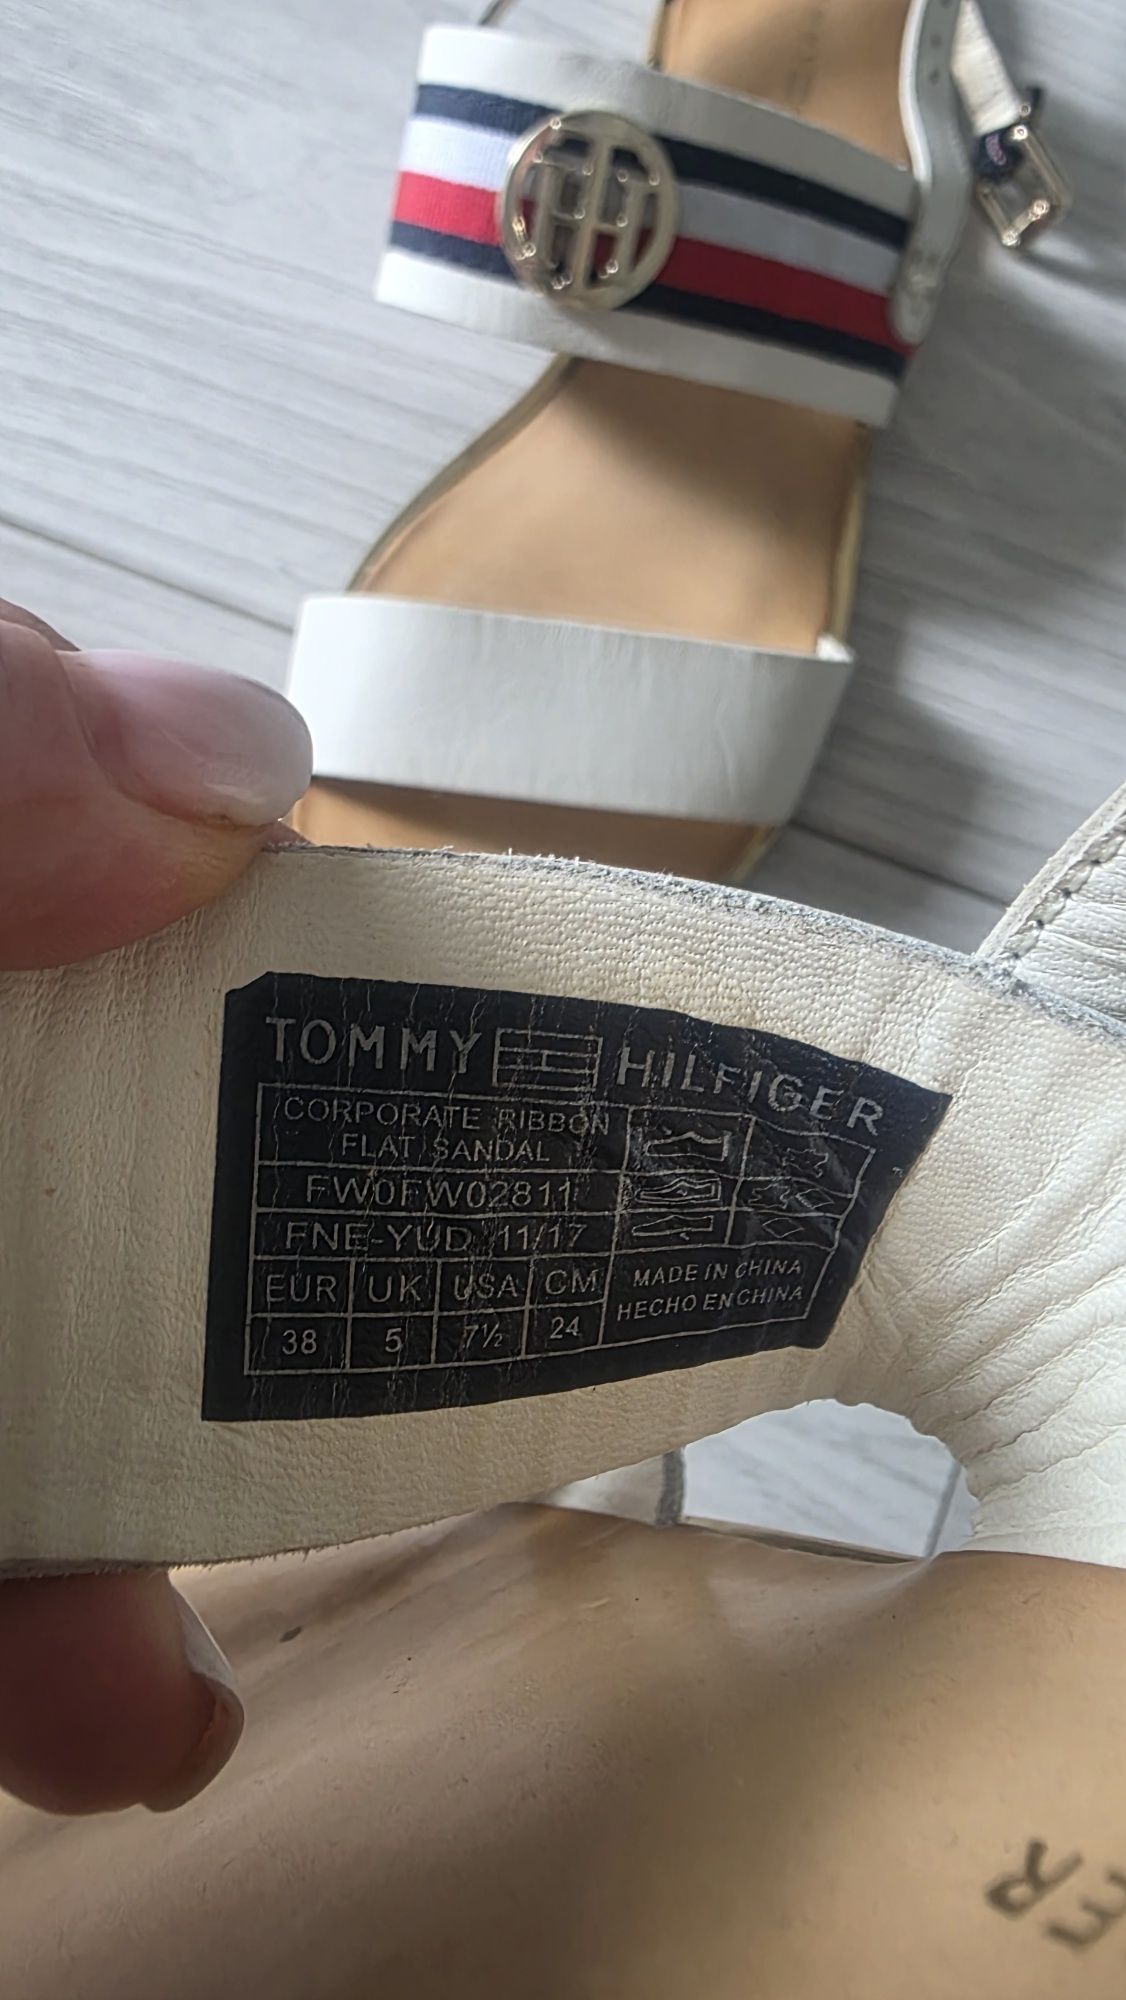 TOMMY HILFIGER
CORPORATE RIBBON
FLAT SANDAL
FW0FW02811
FNE-YUD 11/17
EUR UK USA CM
38 5 7½ 24
MADE IN CHINA
HECHO EN CHINA
ER